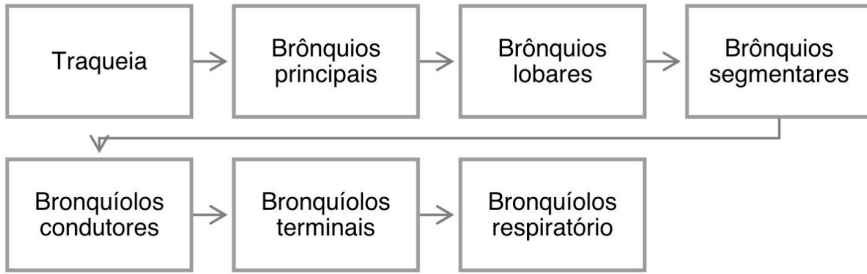 Traqueia
Brônquios
principais
Brônquios
lobares
Brônquios
segmentares
Bronquíolos
condutores
Bronquíolos
terminais
Bronquíolos
respiratório